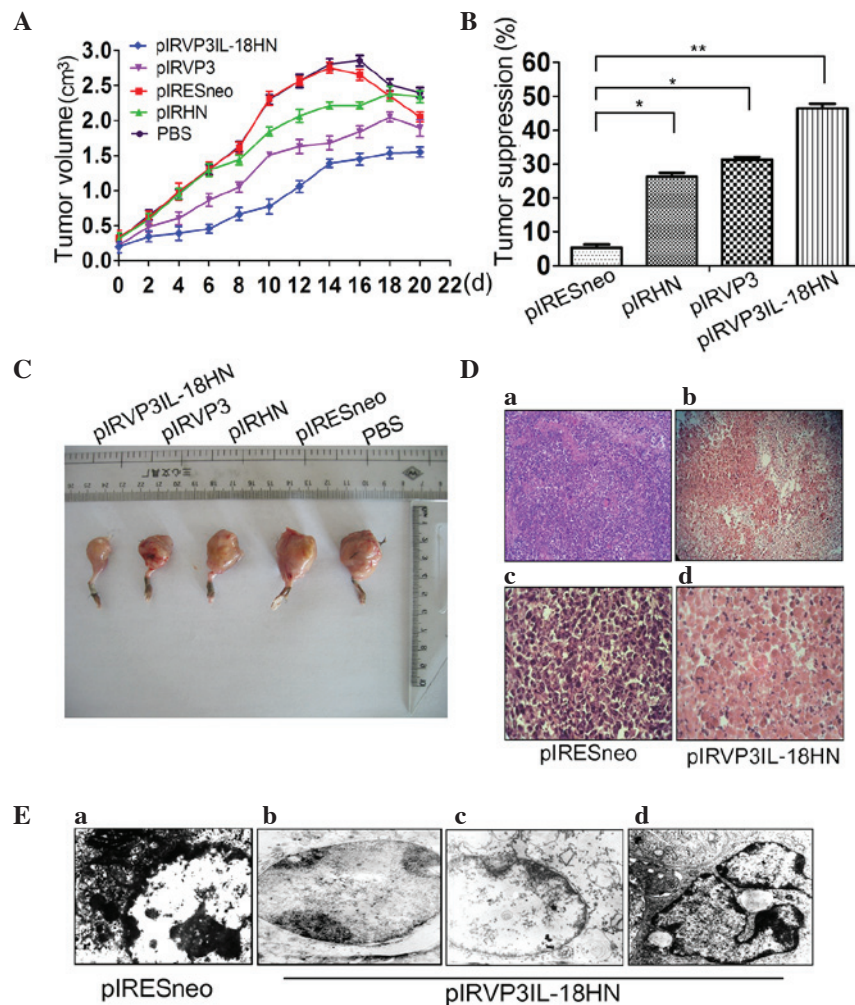 A
pIRVP3IL-18HN
pIRVP3
pIRESneo
pIRHN
PBS
Tumor volume(cm³)
3.0
2.5
2.0
1.5
1.0
0.5
0.0
0 2 4 6 8 10 12 14 16 18 20 22
(d)
B
Tumor suppression (%)
60
50
40
30
20
10
0
**
*
*
pIRESneo
pIRHN
pIRVP3
pIRVP3IL-18HN
C
pIRVP3IL-18HN
pIRVP3
pIRHN
pIRESneo
PBS
D
a
b
c
d
pIRESneo
pIRVP3IL-18HN
E
a
b
c
d
pIRESneo
pIRVP3IL-18HN